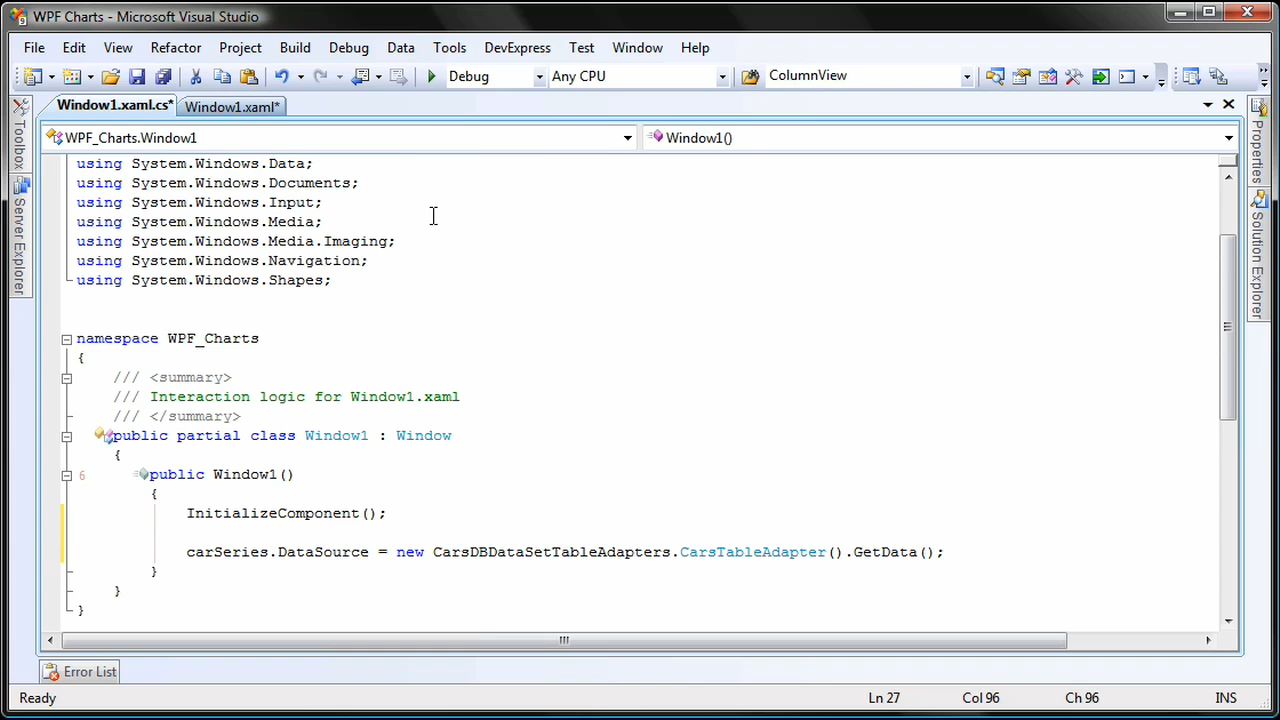 WPF Charts - Microsoft Visual Studio
File Edit View Refactor Project Build Debug Data Tools DevExpress Test Window Help
Debug Any CPU ColumnView
Window1.xaml.cs* Window1.xaml*
WPF_Charts.Window1 Window1()
Toolbox
Server Explorer
Properties
Solution Explorer
using System.Windows.Data;
using System.Windows.Documents;
using System.Windows.Input;
using System.Windows.Media;
using System.Windows.Media.Imaging;
using System.Windows.Navigation;
using System.Windows.Shapes;
namespace WPF_Charts
{
/// <summary>
/// Interaction logic for Window1.xaml
/// </summary>
public partial class Window1 : Window
{
6 public Window1()
{
InitializeComponent();
carSeries.DataSource = new CarsDBDataSetTableAdapters.CarsTableAdapter().GetData();
}
}
}
Error List
Ready Ln 27 Col 96 Ch 96 INS